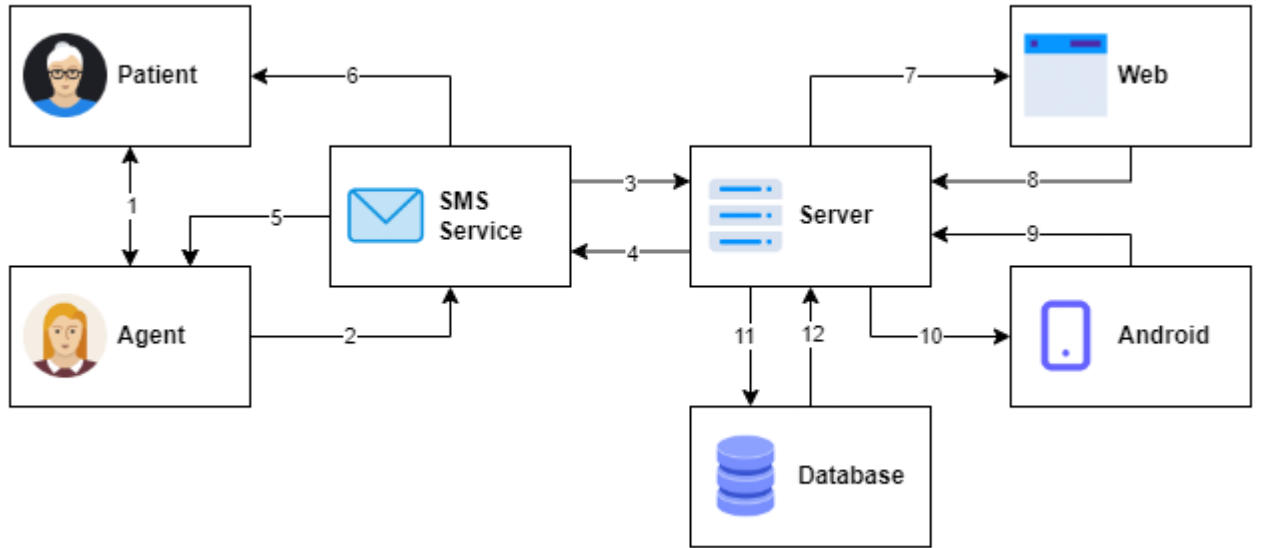 Patient
6
7
Web
1
5
SMS
Service
3
4
Server
8
9
Agent
2
11
12
10
Android
Database